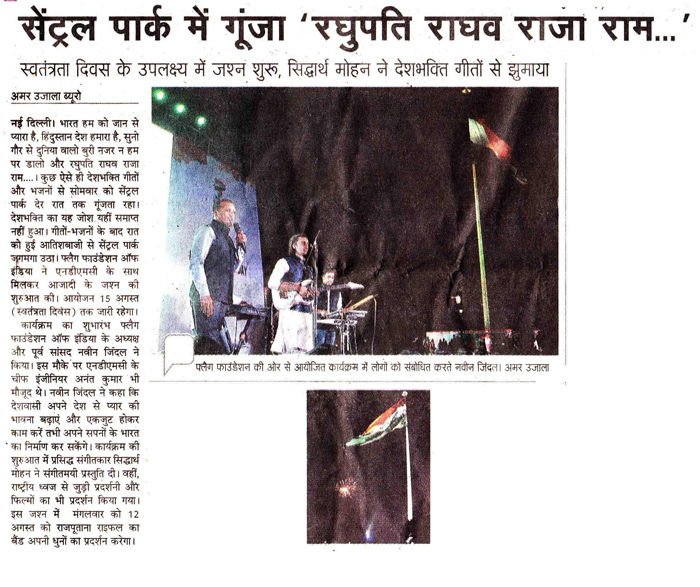 सेंट्रल पार्क में गूंजा ‘रघुपति राघव राजा राम...’
स्वतंत्रता दिवस के उपलक्ष्य में जश्न शुरू, सिद्धार्थ मोहन ने देशभक्ति गीतों से झुमाया
अमर उजाला ब्यूरो
नई दिल्ली। भारत हम को जान से
प्यारा है, हिंदुस्तान देश हमारा है, सुनो
गौर से दुनिया वालो बुरी नजर न हम
पर डालो और रघुपति राघव राजा
राम....। कुछ ऐसे ही देशभक्ति गीतों
और भजनों से सोमवार को सेंट्रल
पार्क देर रात तक गूंजता रहा।
देशभक्ति का यह जोश यहीं समाप्त
नहीं हुआ। गीतों-भजनों के बाद रात
को हुई आतिशबाजी से सेंट्रल पार्क
जगमगा उठा। फ्लैग फाउंडेशन ऑफ
इंडिया ने एनडीएमसी के साथ
मिलकर आजादी के जश्न की
शुरुआत की। आयोजन 15 अगस्त
(स्वतंत्रता दिवस) तक जारी रहेगा।
कार्यक्रम का शुभारंभ फ्लैग
फाउंडेशन ऑफ इंडिया के अध्यक्ष
और पूर्व सांसद नवीन जिंदल ने
किया। इस मौके पर एनडीएमसी के
चीफ इंजीनियर अनंत कुमार भी
मौजूद थे। नवीन जिंदल ने कहा कि
देशवासी अपने देश से प्यार की
भावना बढ़ाएं और एकजुट होकर
काम करें तभी अपने सपनों के भारत
का निर्माण कर सकेंगे। कार्यक्रम की
शुरुआत में प्रसिद्ध संगीतकार सिद्धार्थ
मोहन ने संगीतमयी प्रस्तुति दी। वहीं,
राष्ट्रीय ध्वज से जुड़ी प्रदर्शनी और
फिल्मों का भी प्रदर्शन किया गया।
इस जश्न में मंगलवार को 12
अगस्त को राजपूताना राइफल का
बैंड अपनी धुनों का प्रदर्शन करेगा।
फ्लैग फाउंडेशन की ओर से आयोजित कार्यक्रम में लोगों को संबोधित करते नवीन जिंदल। अमर उजाला